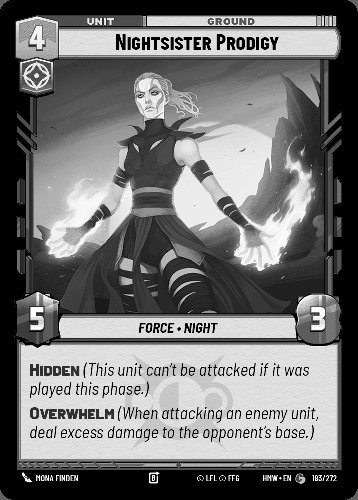 UNIT
GROUND
4
NIGHTSISTER PRODIGY
5
FORCE • NIGHT
3
HIDDEN (This unit can't be attacked if it was
played this phase.)
OVERWHELM (When attacking an enemy unit,
deal excess damage to the opponent's base.)
MONA FINDEN
© LFL © FFG
HMW • EN
183/272